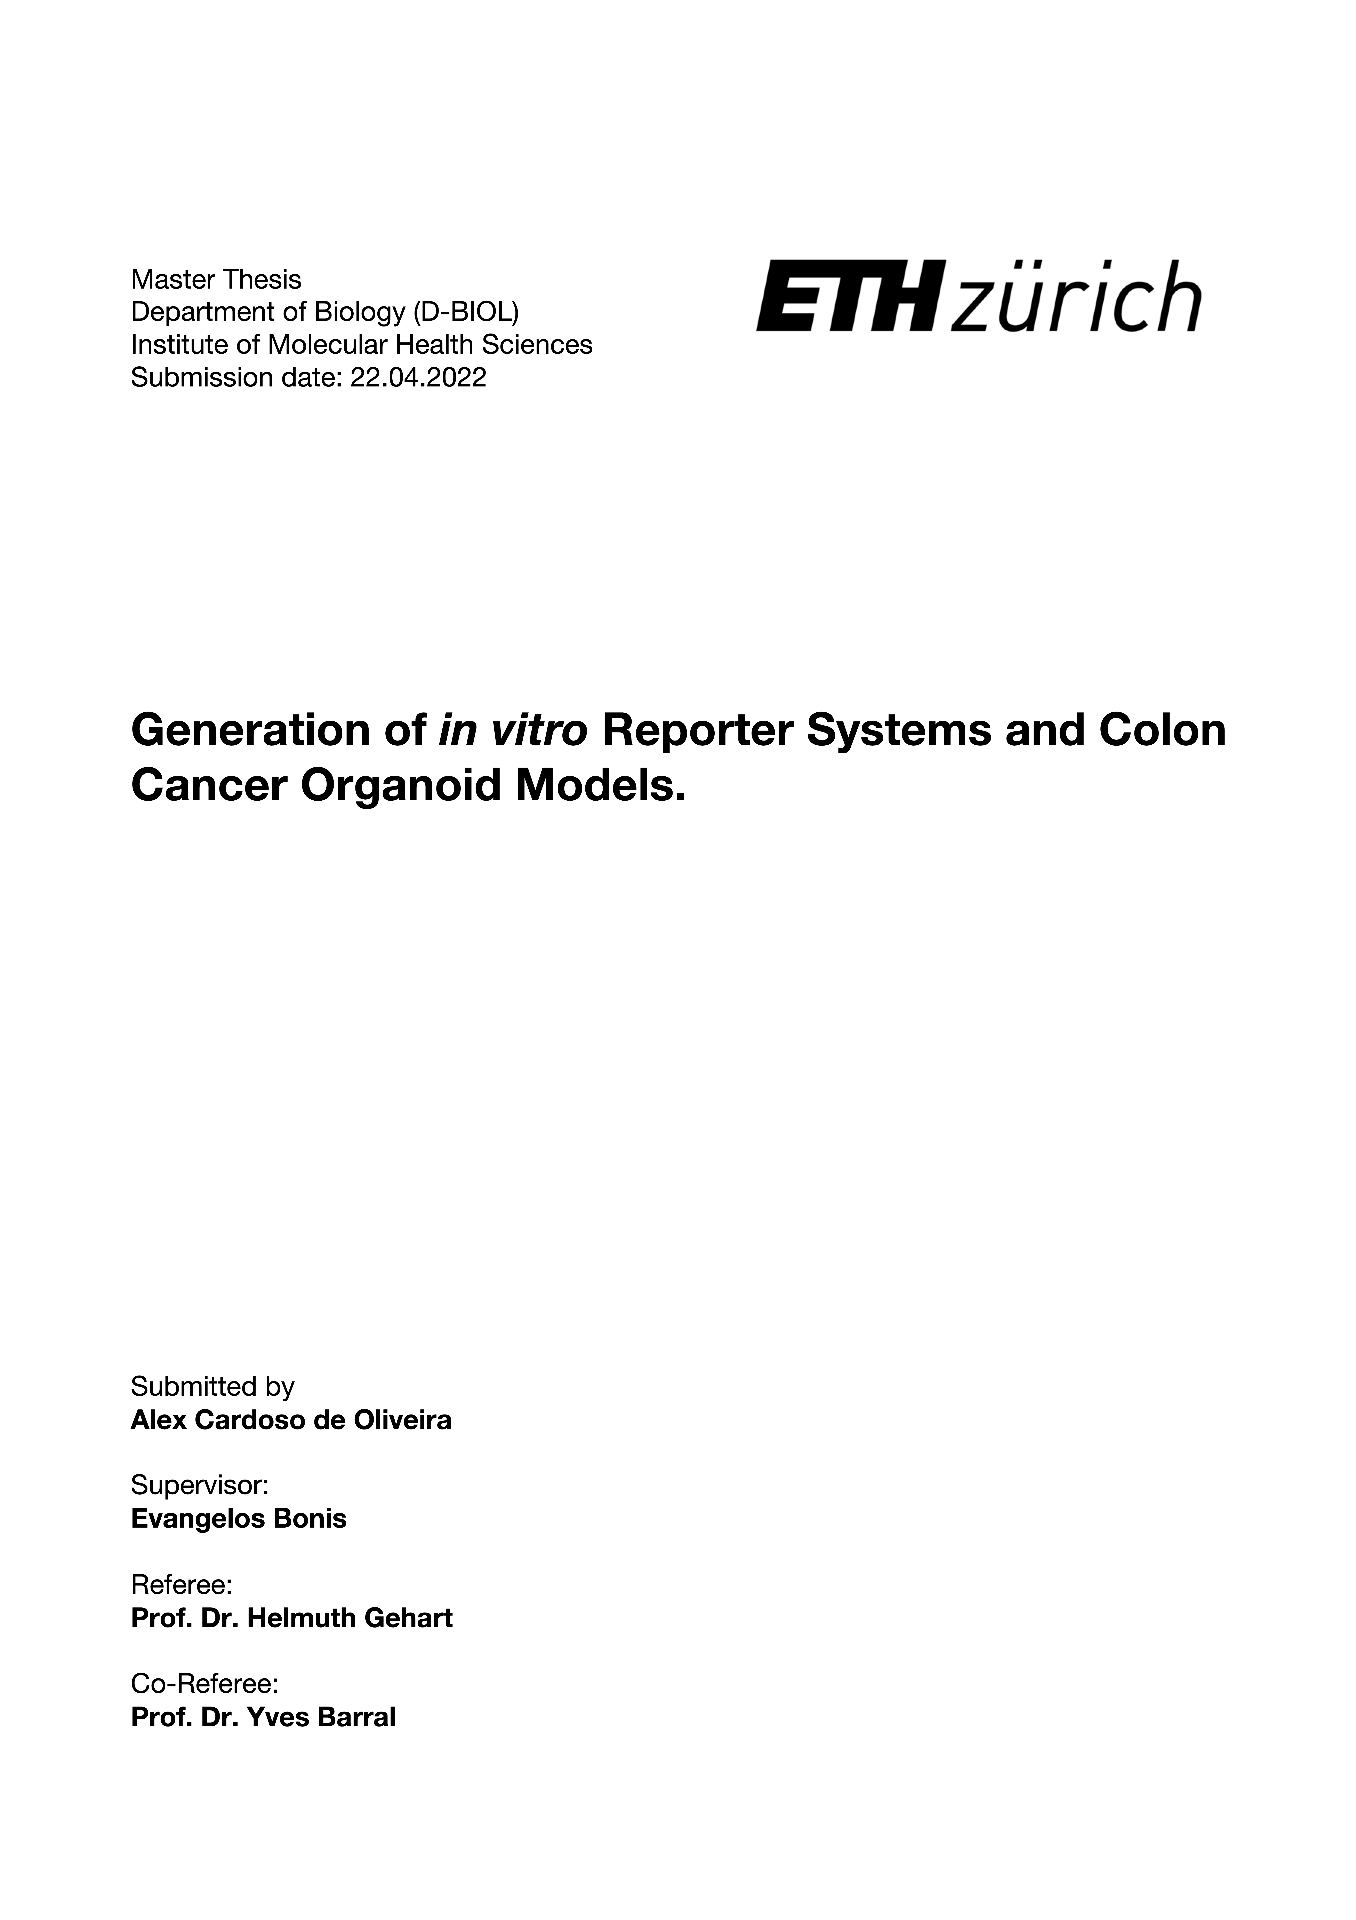 Master Thesis
Department of Biology (D-BIOL)
Institute of Molecular Health Sciences
Submission date: 22.04.2022
ETH zürich
Generation of in vitro Reporter Systems and Colon
Cancer Organoid Models.
Submitted by
Alex Cardoso de Oliveira
Supervisor:
Evangelos Bonis
Referee:
Prof. Dr. Helmuth Gehart
Co-Referee:
Prof. Dr. Yves Barral